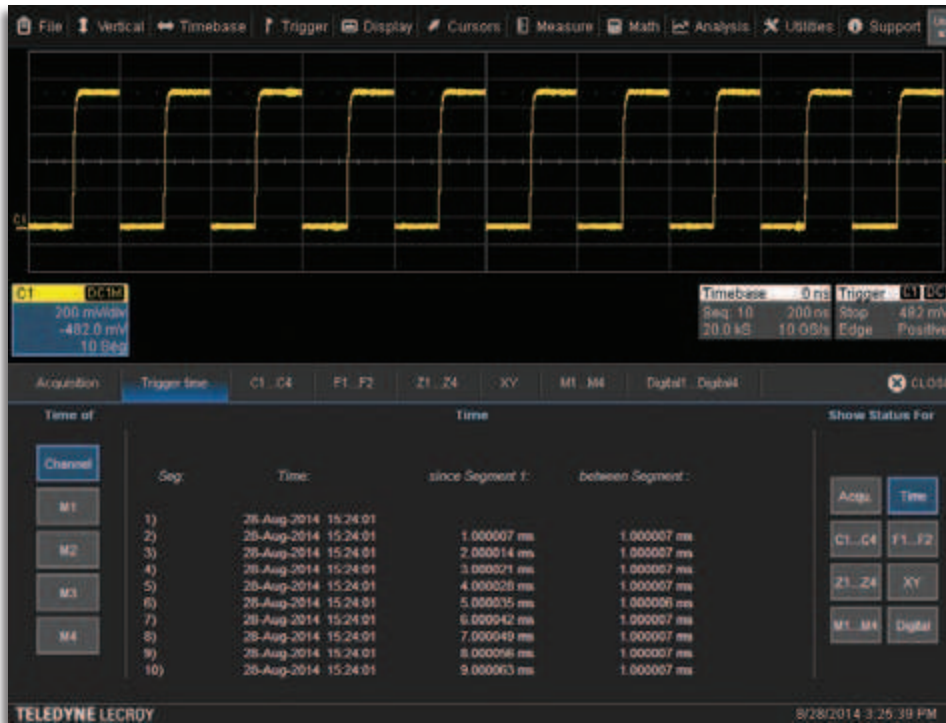 File Vertical Timebase Trigger Display Cursors Measure Math Analysis Utilities Support
C1
C1 DC1M
200 mV/div
-482.0 mV
10 Seg
Timebase 0 ns
Seq: 10 200 ns
20.0 kS 10 GS/s
Trigger C1 DC
Stop 492 mV
Edge Positive
Acquisition Trigger time C1...C4 F1...F2 Z1...Z4 XY M1...M4 Digital1...Digital4 CLOSE
Time of Time Show Status For
Channel
M1
M2
M3
M4
Seg: Time: since Segment 1: between Segment :
1) 28-Aug-2014 15:24:01
2) 28-Aug-2014 15:24:01 1.000007 ms 1.000007 ms
3) 28-Aug-2014 15:24:01 2.000014 ms 1.000007 ms
4) 28-Aug-2014 15:24:01 3.000021 ms 1.000007 ms
5) 28-Aug-2014 15:24:01 4.000028 ms 1.000007 ms
6) 28-Aug-2014 15:24:01 5.000035 ms 1.000006 ms
7) 28-Aug-2014 15:24:01 6.000042 ms 1.000007 ms
8) 28-Aug-2014 15:24:01 7.000049 ms 1.000007 ms
9) 28-Aug-2014 15:24:01 8.000056 ms 1.000007 ms
10) 28-Aug-2014 15:24:01 9.000063 ms 1.000007 ms
Acqu. Time
C1...C4 F1...F2
Z1...Z4 XY
M1...M4 Digital
TELEDYNE LECROY 8/28/2014 3:25:39 PM